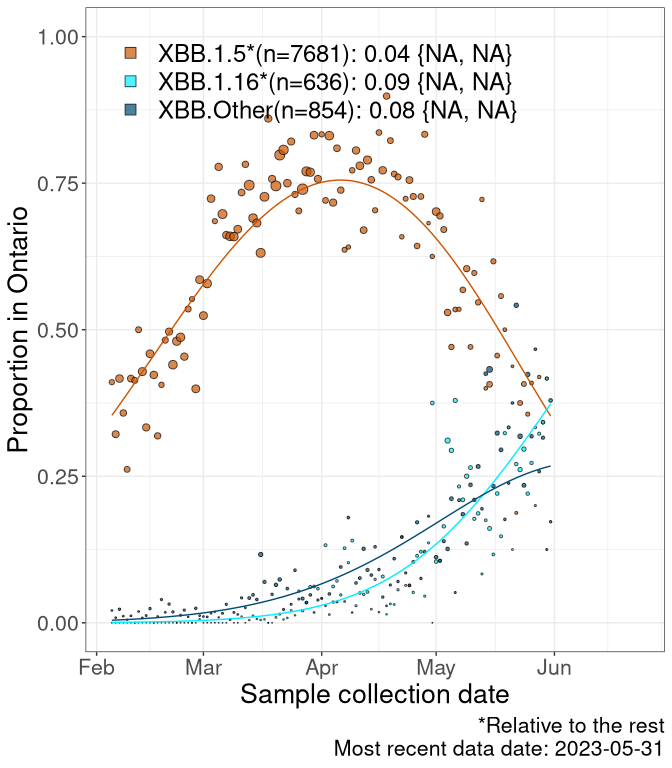 1.00
XBB.1.5*(n=7681): 0.04 {NA, NA}
XBB.1.16*(n=636): 0.09 {NA, NA}
XBB.Other(n=854): 0.08 {NA, NA}
0.75
Proportion in Ontario
0.50
0.25
0.00
Feb Mar Apr May Jun
Sample collection date
*Relative to the rest
Most recent data date: 2023-05-31